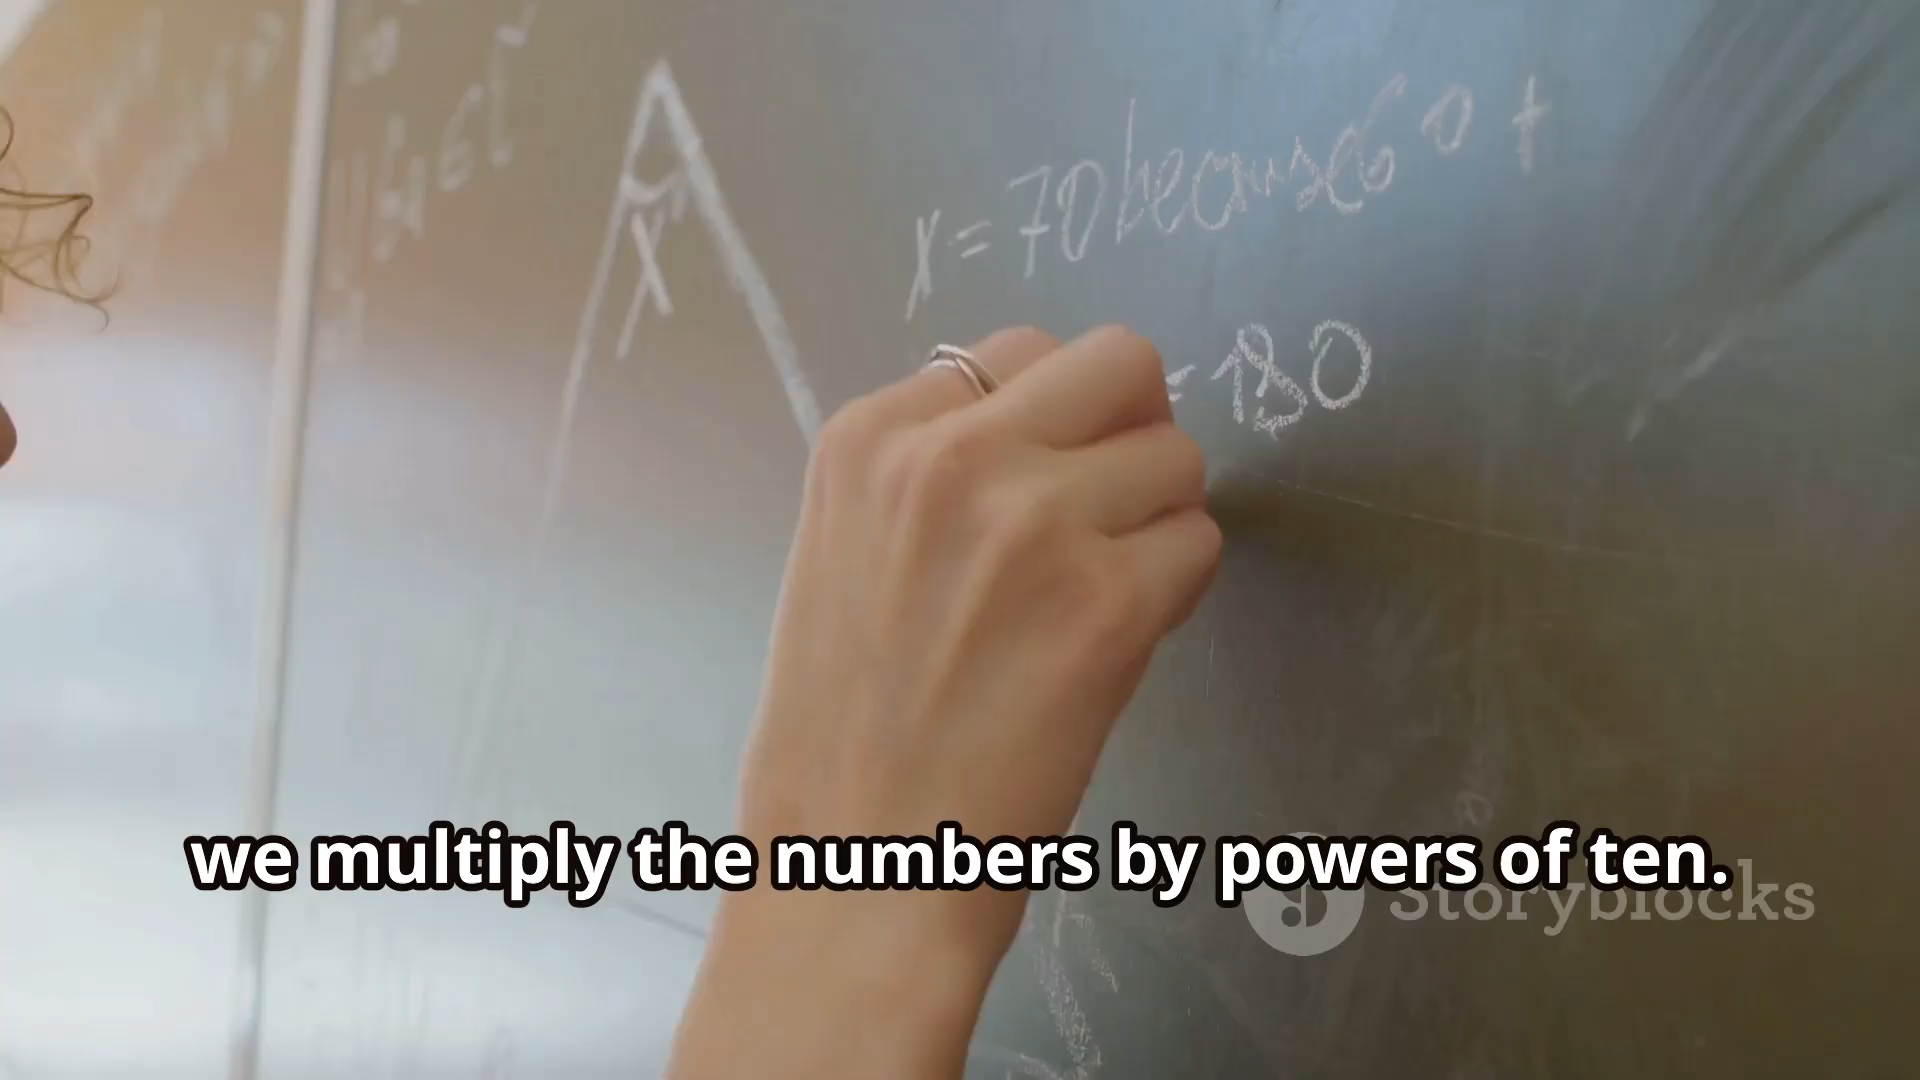 x
x = 70 because 60 +
= 180
we multiply the numbers by powers of ten.
Storyblocks